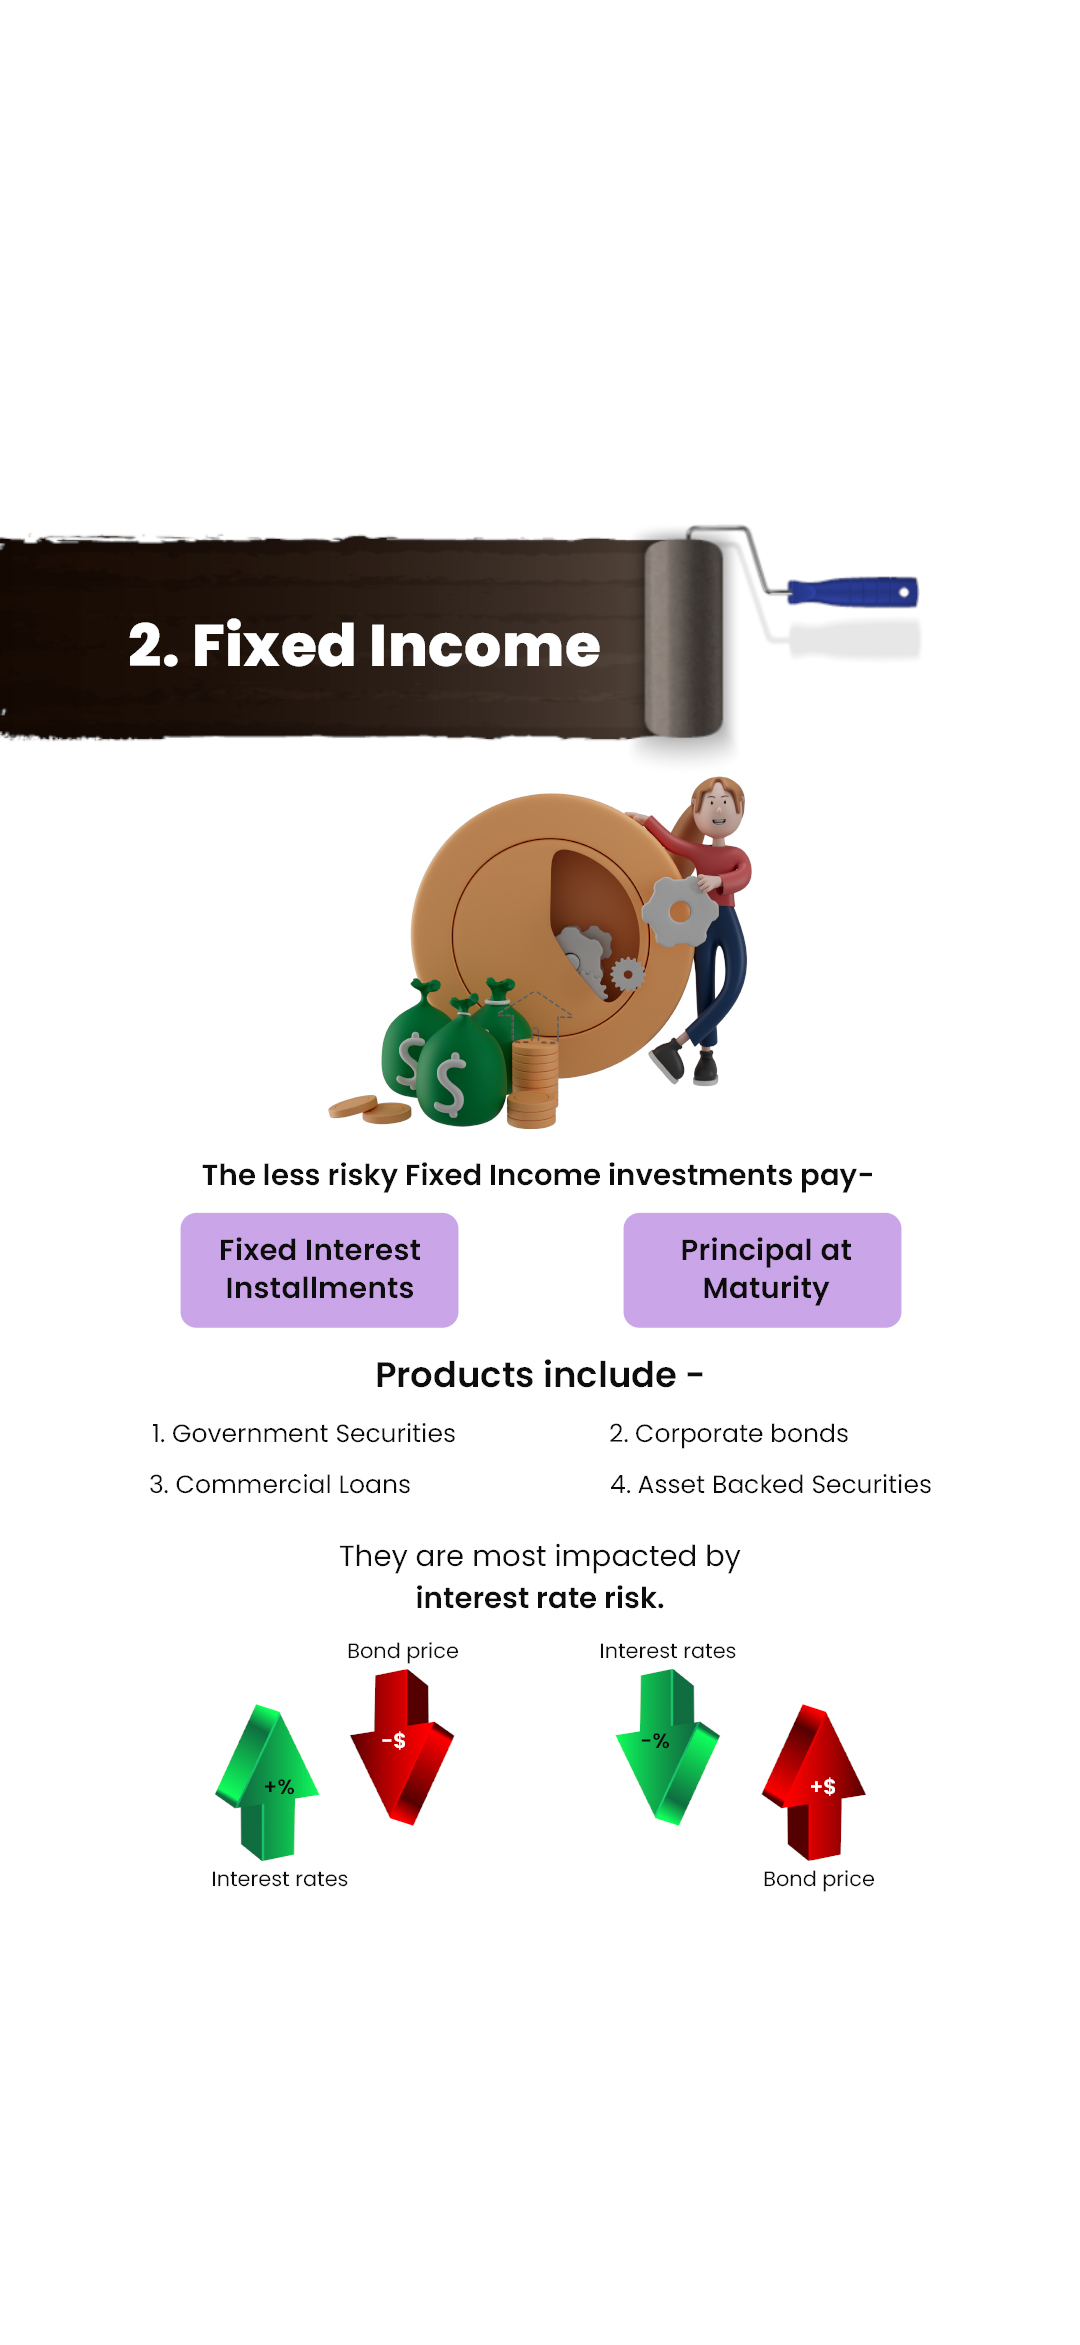 2. Fixed Income
$
$
The less risky Fixed Income investments pay-
Fixed Interest
Installments
Principal at
Maturity
Products include -
1. Government Securities
2. Corporate bonds
3. Commercial Loans
4. Asset Backed Securities
They are most impacted by
interest rate risk.
Bond price
-$
+%
Interest rates
Interest rates
-%
+$
Bond price